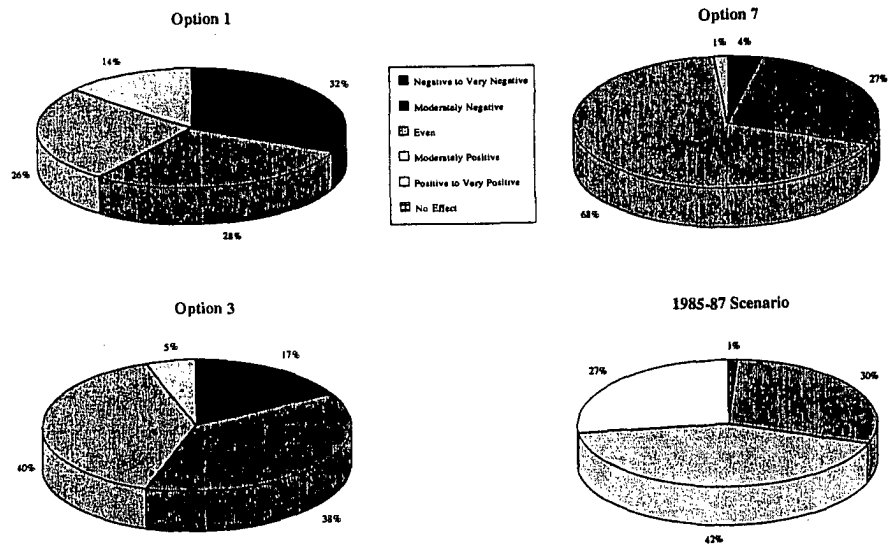 Option 1
14%
32%
26%
28%
Negative to Very Negative
Moderately Negative
Even
Moderately Positive
Positive to Very Positive
No Effect
Option 7
1%
4%
27%
68%
Option 3
5%
17%
40%
38%
1985-87 Scenario
1%
27%
30%
42%